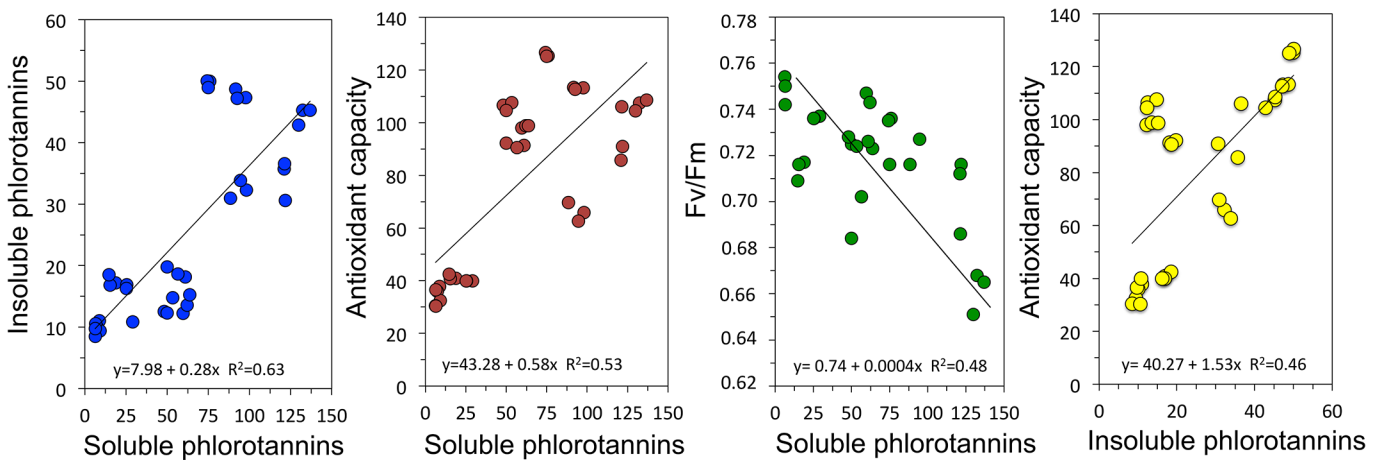 Insoluble phlorotannins
60
50
40
30
20
10
0
y=7.98 + 0.28x R²=0.63
0 25 50 75 100 125 150
Soluble phlorotannins
Antioxidant capacity
140
120
100
80
60
40
20
0
y=43.28 + 0.58x R²=0.53
0 25 50 75 100 125 150
Soluble phlorotannins
Fv/Fm
0.78
0.76
0.74
0.72
0.70
0.68
0.66
0.64
0.62
y= 0.74 + 0.0004x R²=0.48
0 25 50 75 100 125 150
Soluble phlorotannins
Antioxidant capacity
140
120
100
80
60
40
20
0
y= 40.27 + 1.53x R²=0.46
0 20 40 60
Insoluble phlorotannins